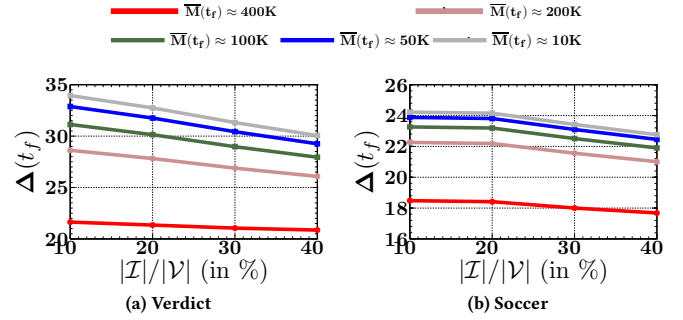 M̅(t_f) ≈ 400K M̅(t_f) ≈ 200K
M̅(t_f) ≈ 100K M̅(t_f) ≈ 50K M̅(t_f) ≈ 10K
35
30
25
20
Δ(t_f)
10 20 30 40
|ℐ|/|𝒱| (in %)
(a) Verdict
26
24
22
20
18
16
Δ(t_f)
10 20 30 40
|ℐ|/|𝒱| (in %)
(b) Soccer